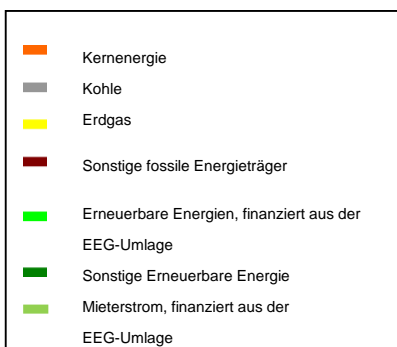 Kernenergie
Kohle
Erdgas
Sonstige fossile Energieträger
Erneuerbare Energien, finanziert aus der
EEG-Umlage
Sonstige Erneuerbare Energie
Mieterstrom, finanziert aus der
EEG-Umlage